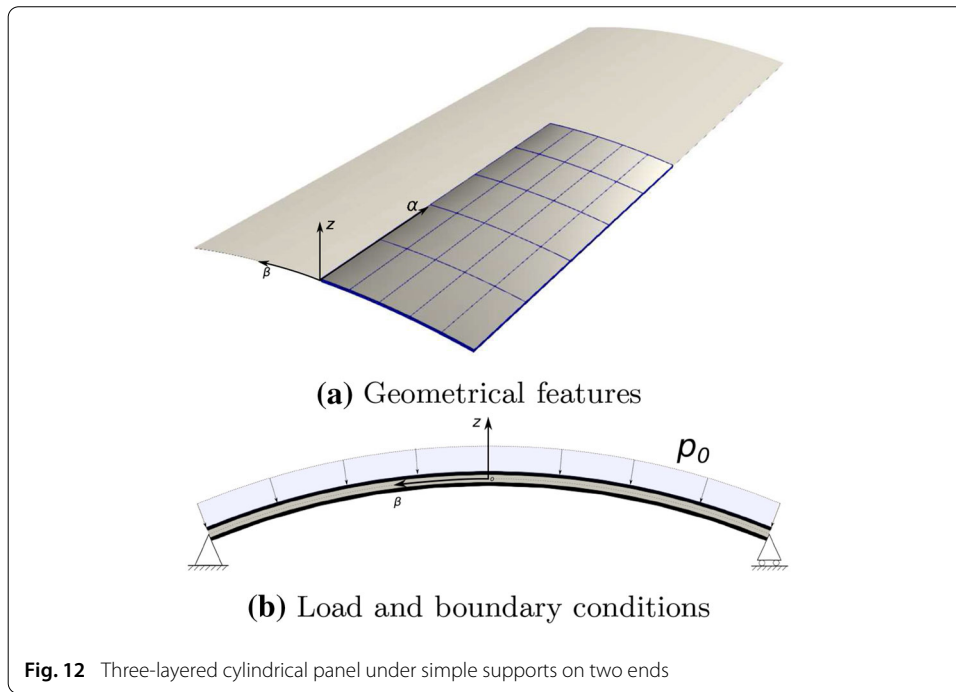 z
α
β
(a) Geometrical features
z
p0
o
β
(b) Load and boundary conditions
Fig. 12 Three-layered cylindrical panel under simple supports on two ends